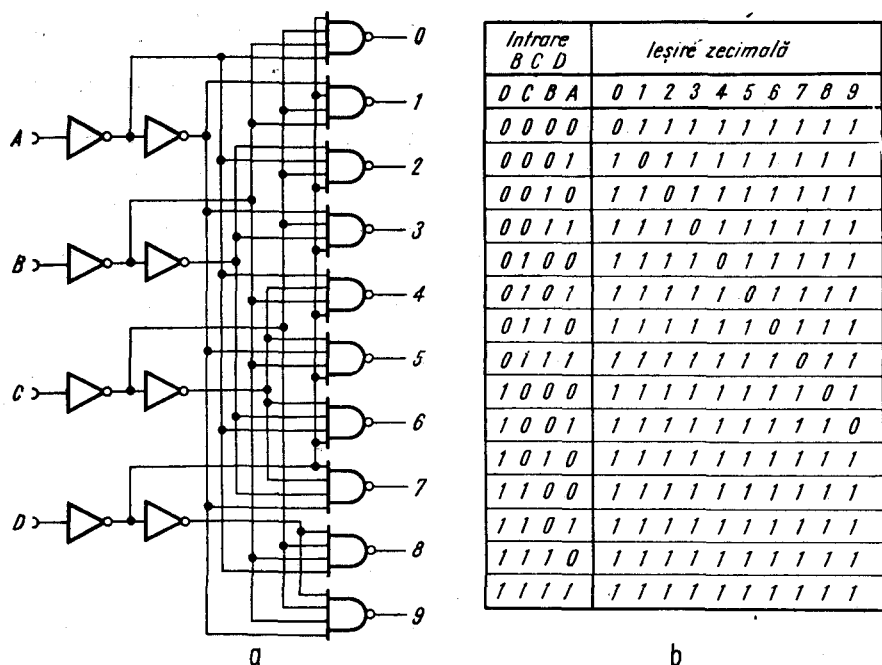 A
B
C
D
0
1
2
3
4
5
6
7
8
9
a
Intrare
B C D
Ieșire zecimală
D C B A 0 1 2 3 4 5 6 7 8 9
0 0 0 0 0 1 1 1 1 1 1 1 1 1
0 0 0 1 1 0 1 1 1 1 1 1 1 1
0 0 1 0 1 1 0 1 1 1 1 1 1 1
0 0 1 1 1 1 1 0 1 1 1 1 1 1
0 1 0 0 1 1 1 1 0 1 1 1 1 1
0 1 0 1 1 1 1 1 1 0 1 1 1 1
0 1 1 0 1 1 1 1 1 1 0 1 1 1
0 1 1 1 1 1 1 1 1 1 1 0 1 1
1 0 0 0 1 1 1 1 1 1 1 1 0 1
1 0 0 1 1 1 1 1 1 1 1 1 1 0
1 0 1 0 1 1 1 1 1 1 1 1 1 1
1 1 0 0 1 1 1 1 1 1 1 1 1 1
1 1 0 1 1 1 1 1 1 1 1 1 1 1
1 1 1 0 1 1 1 1 1 1 1 1 1 1
1 1 1 1 1 1 1 1 1 1 1 1 1 1
b